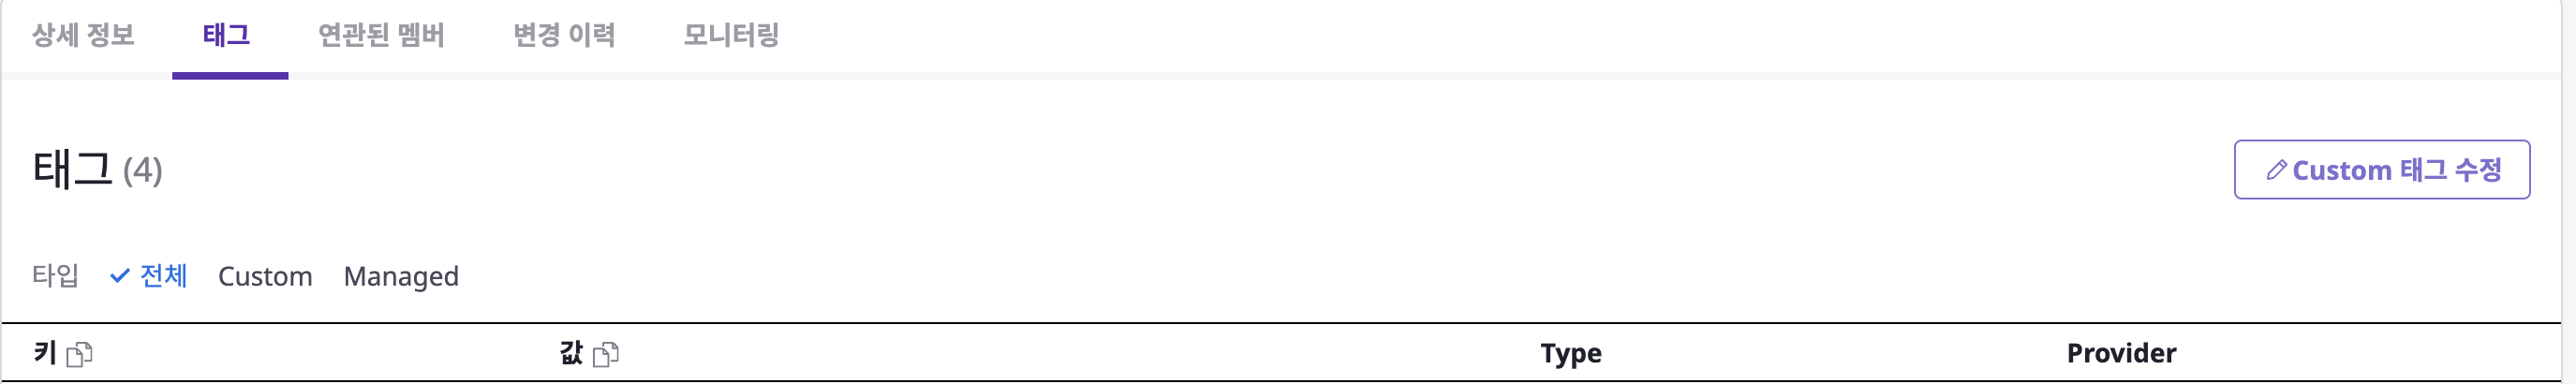 상세 정보 태그 연관된 멤버 변경 이력 모니터링
태그 (4)
Custom 태그 수정
타입 전체 Custom Managed
키 값 Type Provider